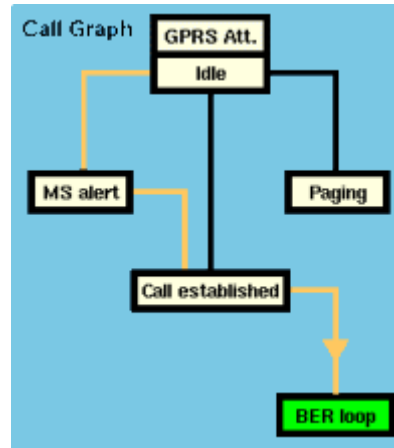 Call Graph
GPRS Att.
Idle
MS alert
Paging
Call established
BER loop